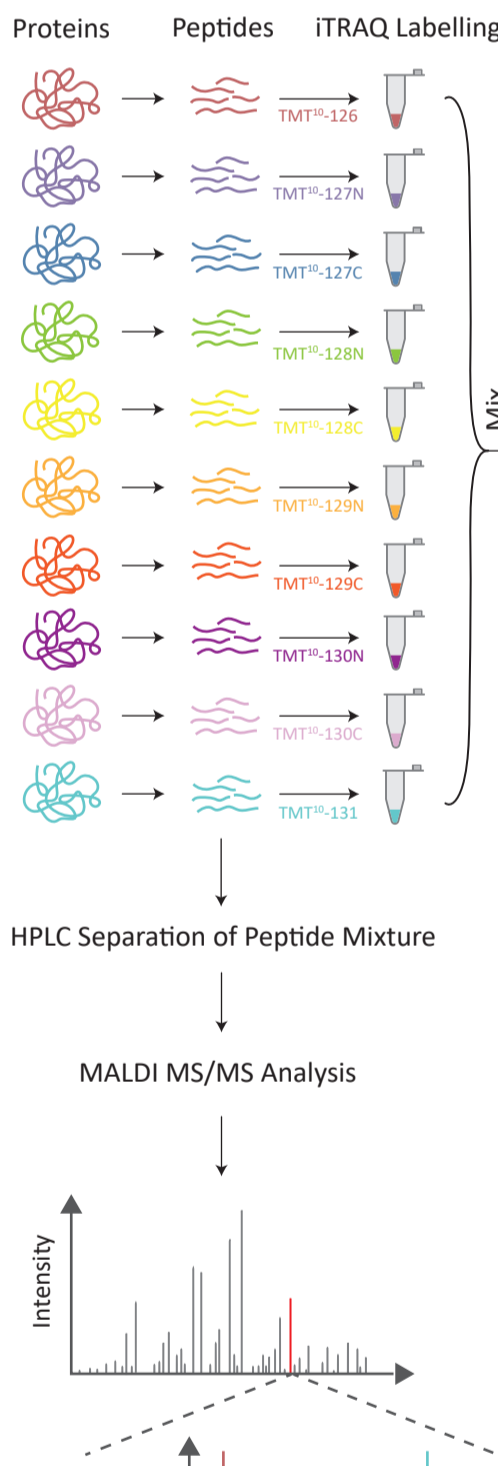 Proteins Peptides iTRAQ Labelling
TMT¹⁰-126
TMT¹⁰-127N
TMT¹⁰-127C
TMT¹⁰-128N
TMT¹⁰-128C
TMT¹⁰-129N
TMT¹⁰-129C
TMT¹⁰-130N
TMT¹⁰-130C
TMT¹⁰-131
Mix
HPLC Separation of Peptide Mixture
MALDI MS/MS Analysis
Intensity